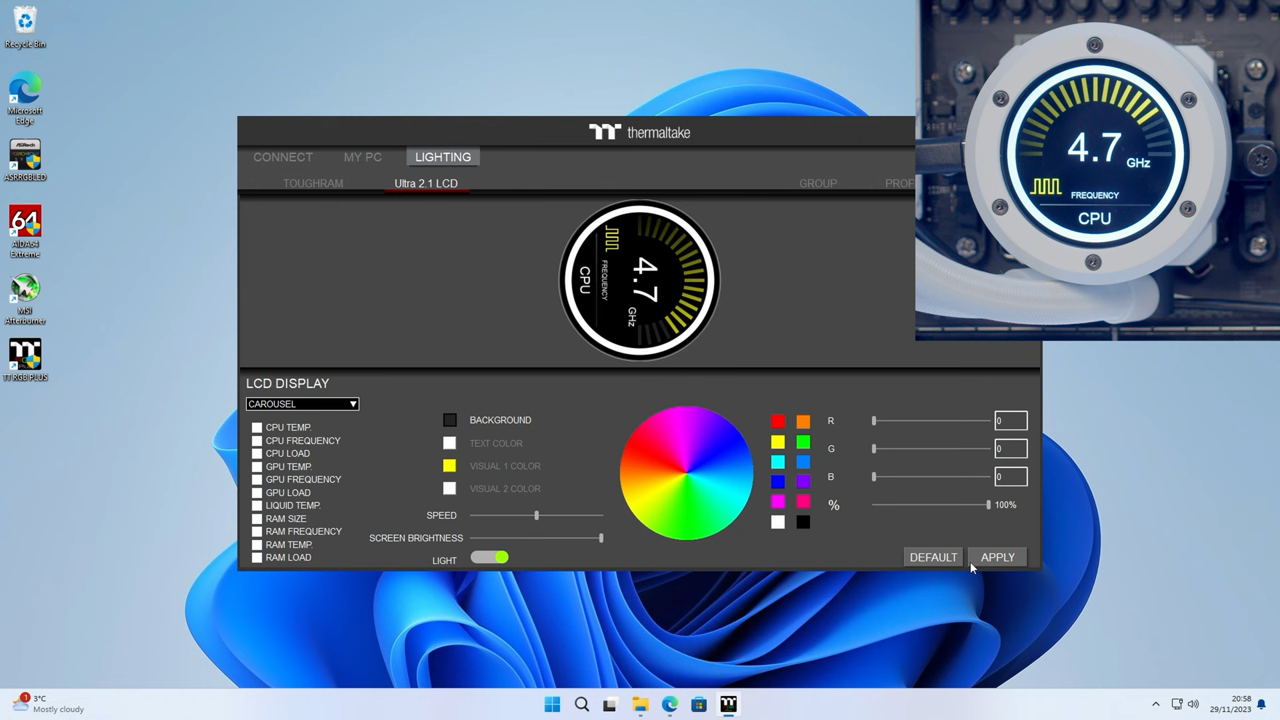 Recycle Bin
Microsoft
Edge
ASRock
ASRRGBLED
64
AIDA64
Extreme
MSI
Afterburner
TT RGB PLUS
thermaltake
CONNECT
MY PC
LIGHTING
TOUGHRAM
Ultra 2.1 LCD
GROUP
PROF
4.7
GHz
FREQUENCY
CPU
4.7
GHz
FREQUENCY
CPU
LCD DISPLAY
CAROUSEL
CPU TEMP.
CPU FREQUENCY
CPU LOAD
GPU TEMP.
GPU FREQUENCY
GPU LOAD
LIQUID TEMP.
RAM SIZE
RAM FREQUENCY
RAM TEMP.
RAM LOAD
BACKGROUND
TEXT COLOR
VISUAL 1 COLOR
VISUAL 2 COLOR
SPEED
SCREEN BRIGHTNESS
LIGHT
R
0
G
0
B
0
%
100%
DEFAULT
APPLY
1
3°C
Mostly cloudy
20:58
29/11/2023